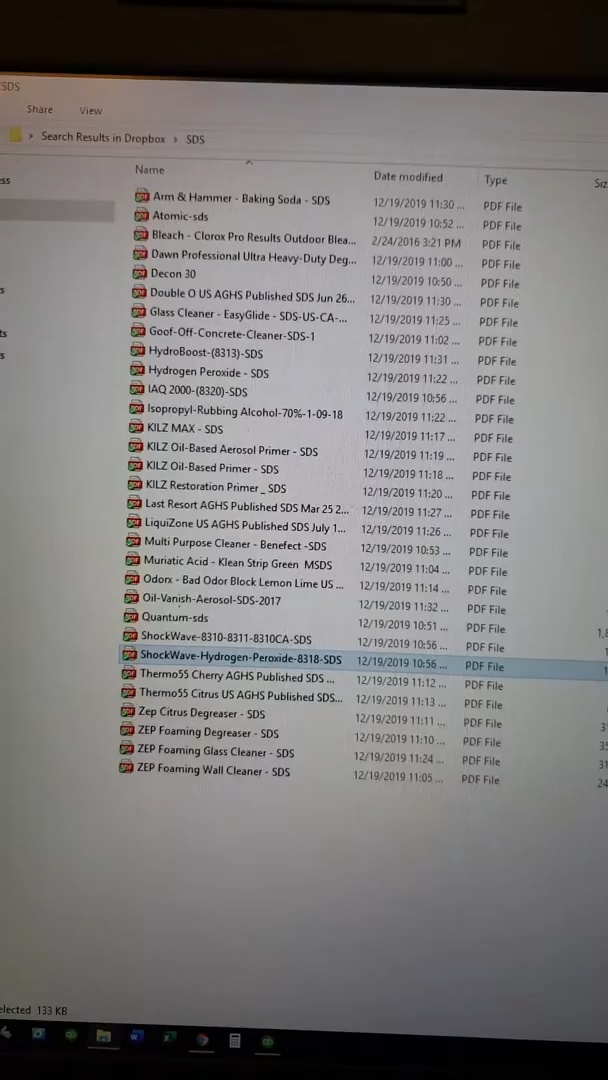 SDS
Share View
> Search Results in Dropbox > SDS
Name Date modified Type Siz
Arm & Hammer - Baking Soda - SDS 12/19/2019 11:30 ... PDF File
Atomic-sds 12/19/2019 10:52 ... PDF File
Bleach - Clorox Pro Results Outdoor Blea... 2/24/2016 3:21 PM PDF File
Dawn Professional Ultra Heavy-Duty Deg... 12/19/2019 11:00 ... PDF File
Decon 30 12/19/2019 10:50 ... PDF File
Double O US AGHS Published SDS Jun 26... 12/19/2019 11:30 ... PDF File
Glass Cleaner - EasyGlide - SDS-US-CA-... 12/19/2019 11:25 ... PDF File
Goof-Off-Concrete-Cleaner-SDS-1 12/19/2019 11:02 ... PDF File
HydroBoost-(8313)-SDS 12/19/2019 11:31 ... PDF File
Hydrogen Peroxide - SDS 12/19/2019 11:22 ... PDF File
IAQ 2000-(8320)-SDS 12/19/2019 10:56 ... PDF File
Isopropyl-Rubbing Alcohol-70%-1-09-18 12/19/2019 11:22 ... PDF File
KILZ MAX - SDS 12/19/2019 11:17 ... PDF File
KILZ Oil-Based Aerosol Primer - SDS 12/19/2019 11:19 ... PDF File
KILZ Oil-Based Primer - SDS 12/19/2019 11:18 ... PDF File
KILZ Restoration Primer _ SDS 12/19/2019 11:20 ... PDF File
Last Resort AGHS Published SDS Mar 25 2... 12/19/2019 11:27 ... PDF File
LiquiZone US AGHS Published SDS July 1... 12/19/2019 11:26 ... PDF File
Multi Purpose Cleaner - Benefect -SDS 12/19/2019 10:53 ... PDF File
Muriatic Acid - Klean Strip Green MSDS 12/19/2019 11:04 ... PDF File
Odorx - Bad Odor Block Lemon Lime US ... 12/19/2019 11:14 ... PDF File
Oil-Vanish-Aerosol-SDS-2017 12/19/2019 11:32 ... PDF File
Quantum-sds 12/19/2019 10:51 ... PDF File
ShockWave-8310-8311-8310CA-SDS 12/19/2019 10:56 ... PDF File
ShockWave-Hydrogen-Peroxide-8318-SDS 12/19/2019 10:56 ... PDF File
Thermo55 Cherry AGHS Published SDS ... 12/19/2019 11:12 ... PDF File
Thermo55 Citrus US AGHS Published SDS... 12/19/2019 11:13 ... PDF File
Zep Citrus Degreaser - SDS 12/19/2019 11:11 ... PDF File
ZEP Foaming Degreaser - SDS 12/19/2019 11:10 ... PDF File
ZEP Foaming Glass Cleaner - SDS 12/19/2019 11:24 ... PDF File
ZEP Foaming Wall Cleaner - SDS 12/19/2019 11:05 ... PDF File
elected 133 KB